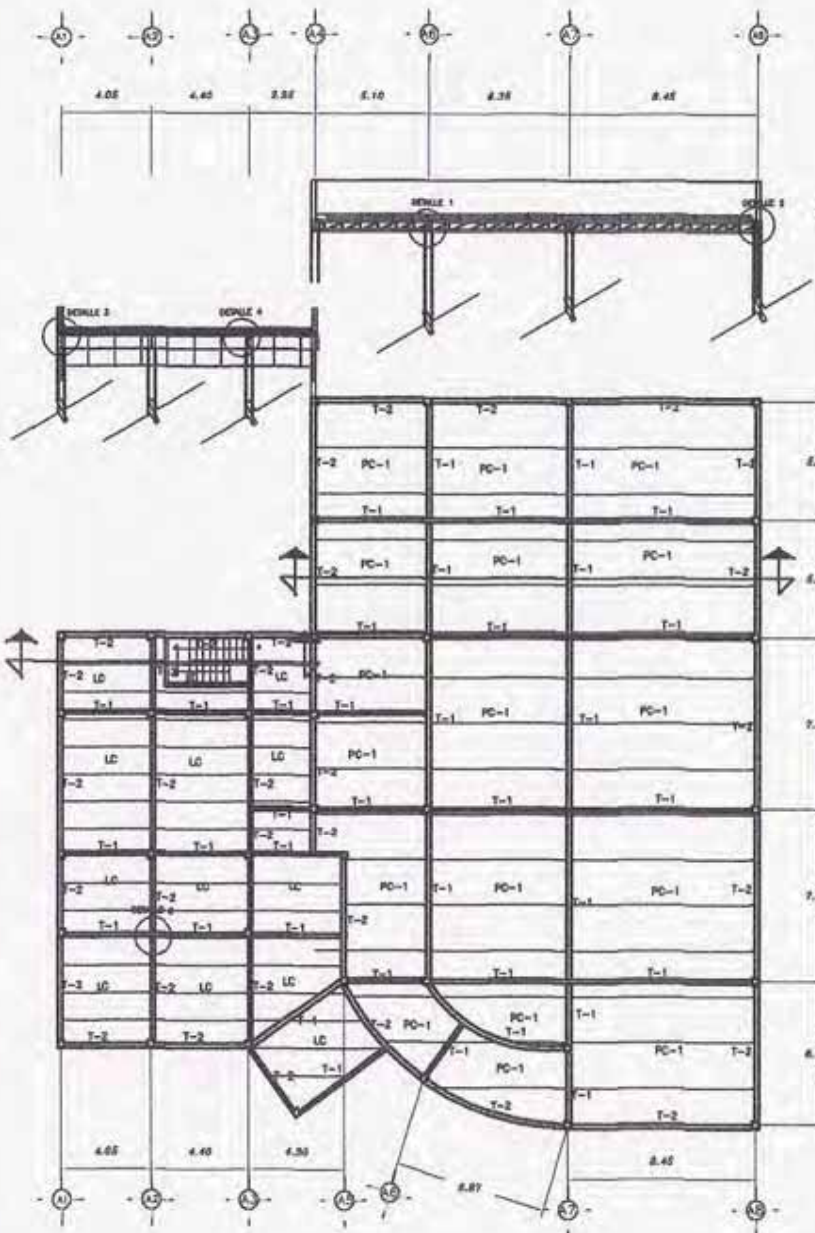 A1 A2 A3 A4 A6 A7 A8
4.05 4.40 5.10 6.35 8.45
DETALLE 1
DETALLE 3 DETALLE 4
T-2 T-2
T-2 PC-1 T-1 PC-1 T-1 PC-1
T-1 T-1 T-1
PC-1 PC-1 PC-1
T-2 T-1 T-1 T-2
T-1 T-1 T-1
T-2 T-2
T-2 LC T-2 LC T-2 PC-1
T-1 T-1 T-1 T-1 T-1 PC-1 T-1 PC-1
LC LC LC PC-1
T-2 T-2 T-2 T-2
T-1 T-1 T-1 T-1
T-1 T-1 T-2 T-1 T-2
LC LC LC PC-1 T-1 PC-1 PC-1 T-2
T-2 T-2 T-2 T-1
T-1 T-1 T-1
T-1 T-1 T-1
LC LC LC
T-2 T-2
T-1 T-2 PC-1 PC-1 T-1
T-2 T-2 LC T-1 T-1 PC-1
T-2 T-1 PC-1 T-1
T-2 T-2
4.05 4.40 8.45
A1 A2 A3 A5 A6 A7 A8